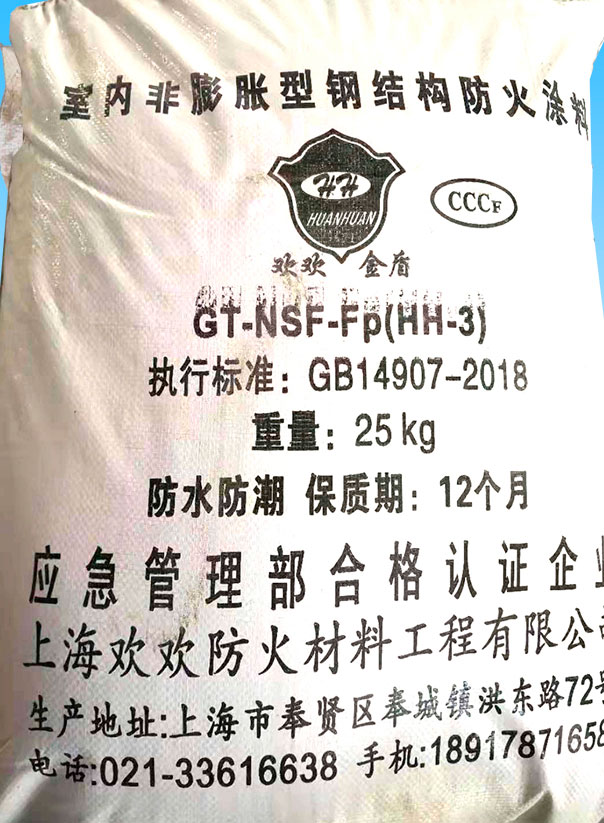 室内非膨胀型钢结构防火涂料
HH
HUANHUAN
CCCF
欢欢 金盾
GT-NSF-Fp(HH-3)
执行标准：GB14907-2018
重量：25kg
防水防潮 保质期：12个月
应急管理部合格认证企业
上海欢欢防火材料工程有限公司
生产地址:上海市奉贤区奉城镇洪东路72号
电话:021-33616638 手机:18917871658